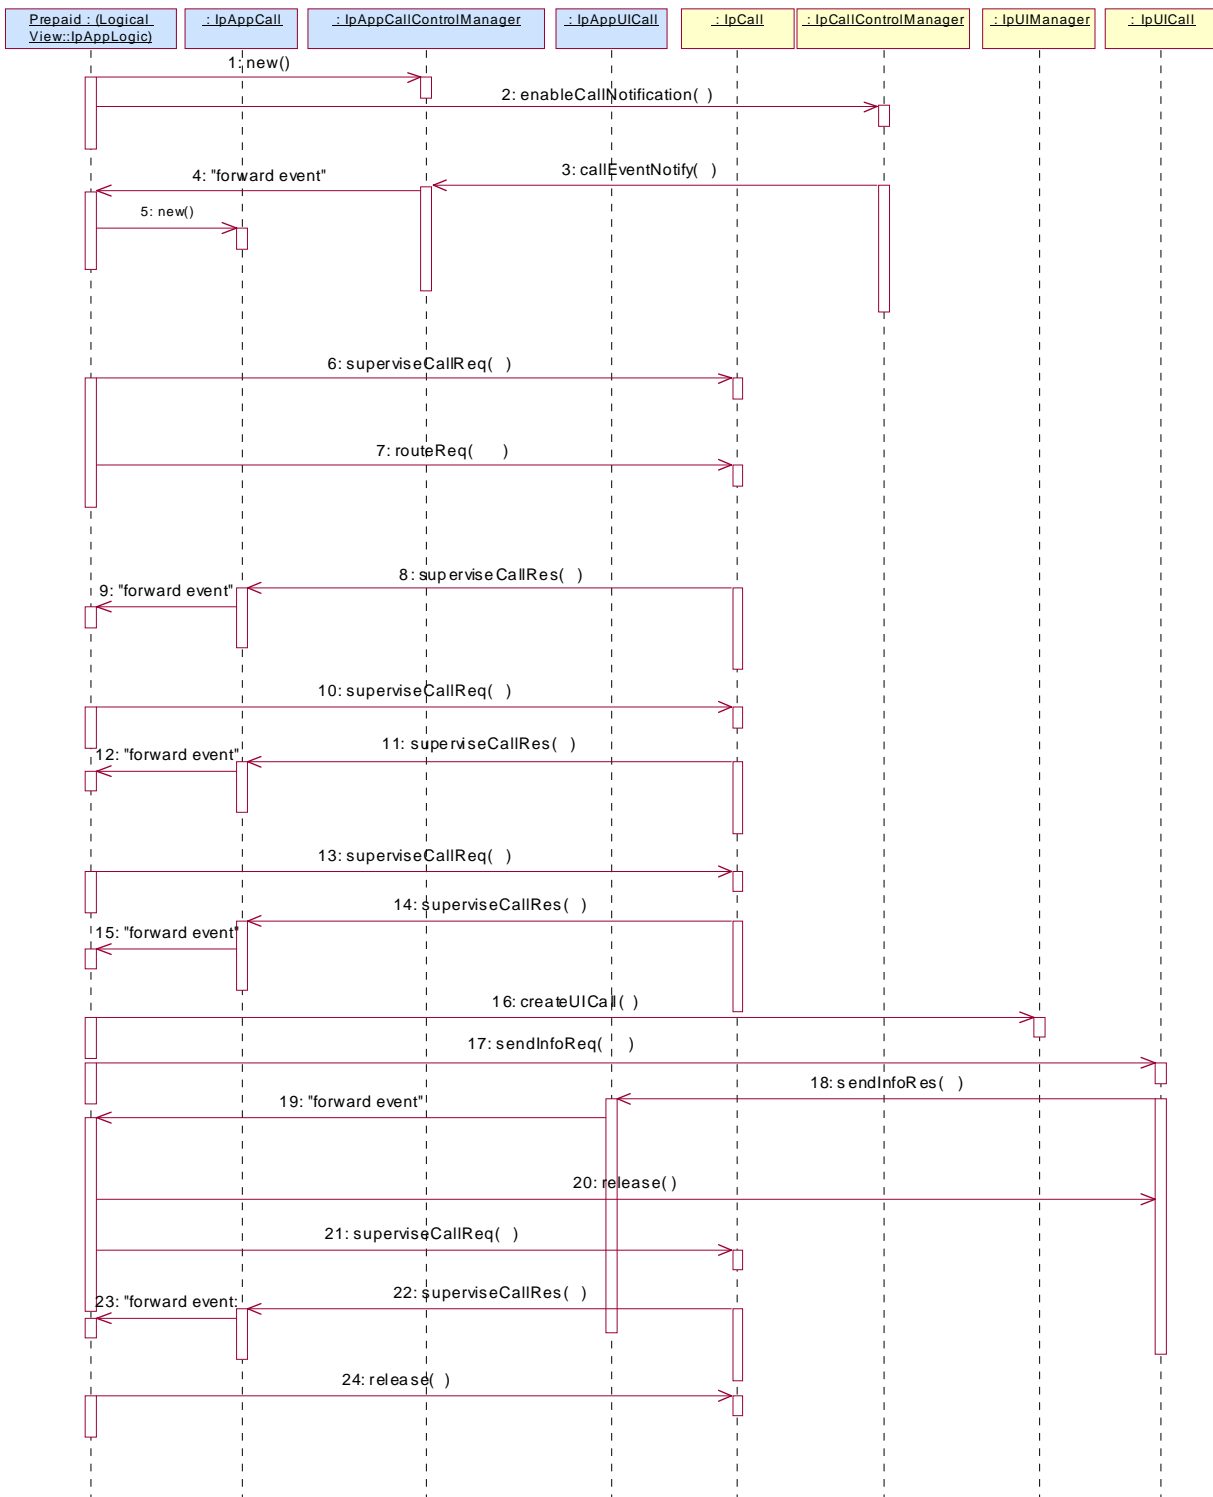 Prepaid : (Logical
View::IpAppLogic)
: IpAppCall
: IpAppCallControlManager
: IpAppUICall
: IpCall
: IpCallControlManager
: IpUIManager
: IpUICall
1: new()
2: enableCallNotification( )
3: callEventNotify( )
4: "forward event"
5: new()
6: superviseCallReq( )
7: routeReq( )
8: superviseCallRes( )
9: "forward event"
10: superviseCallReq( )
11: superviseCallRes( )
12: "forward event"
13: superviseCallReq( )
14: superviseCallRes( )
15: "forward event"
16: createUICall( )
17: sendInfoReq( )
18: sendInfoRes( )
19: "forward event"
20: release()
21: superviseCallReq( )
22: superviseCallRes( )
23: "forward event:
24: release( )